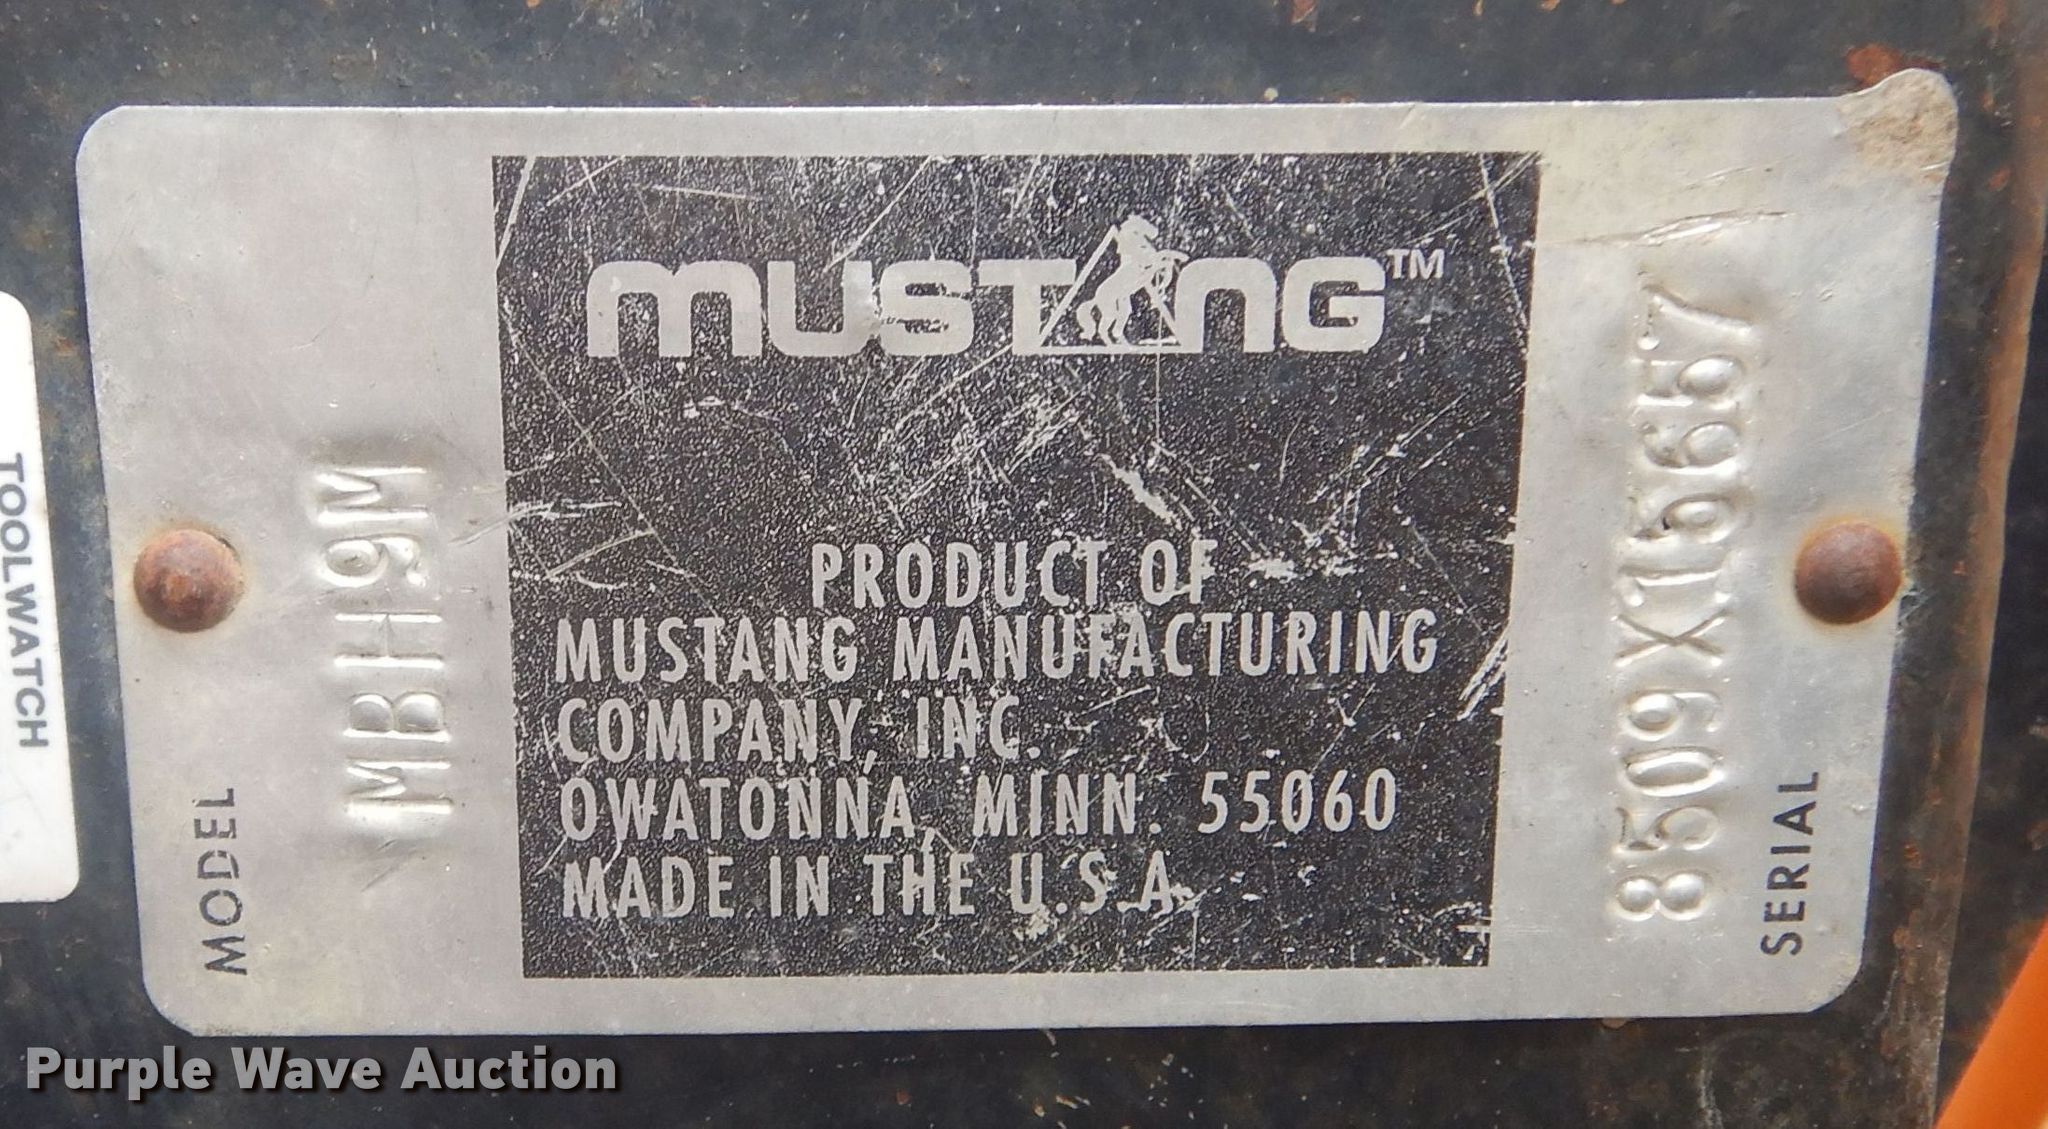 TOOLWATCH
MODEL
MBH9M
MUSTANG™
PRODUCT OF
MUSTANG MANUFACTURING
COMPANY, INC.
OWATONNA, MINN. 55060
MADE IN THE U.S.A.
8509X15657
SERIAL
Purple Wave Auction